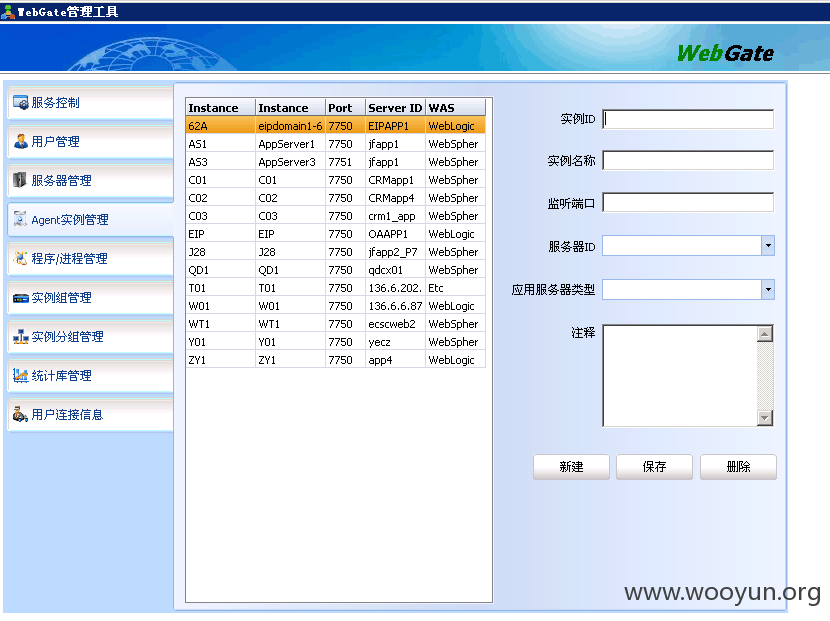 WebGate管理工具
WebGate
服务控制
用户管理
服务器管理
Agent实例管理
程序/进程管理
实例组管理
实例分组管理
统计库管理
用户连接信息
Instance Instance Port Server ID WAS
62A eipdomain1-6 7750 EIPAPP1 WebLogic
AS1 AppServer1 7750 jfapp1 WebSpher
AS3 AppServer3 7751 jfapp1 WebSpher
C01 C01 7750 CRMapp1 WebSpher
C02 C02 7750 CRMapp4 WebSpher
C03 C03 7750 crm1_app WebSpher
EIP EIP 7750 OAAPP1 WebLogic
J28 J28 7750 jfapp2_P7 WebSpher
QD1 QD1 7750 qdcx01 WebSpher
T01 T01 7750 136.6.202. Etc
W01 W01 7750 136.6.6.87 WebLogic
WT1 WT1 7750 ecscweb2 WebSpher
Y01 Y01 7750 yecz WebSpher
ZY1 ZY1 7750 app4 WebLogic
实例ID
实例名称
监听端口
服务器ID
应用服务器类型
注释
新建 保存 删除
www.wooyun.org